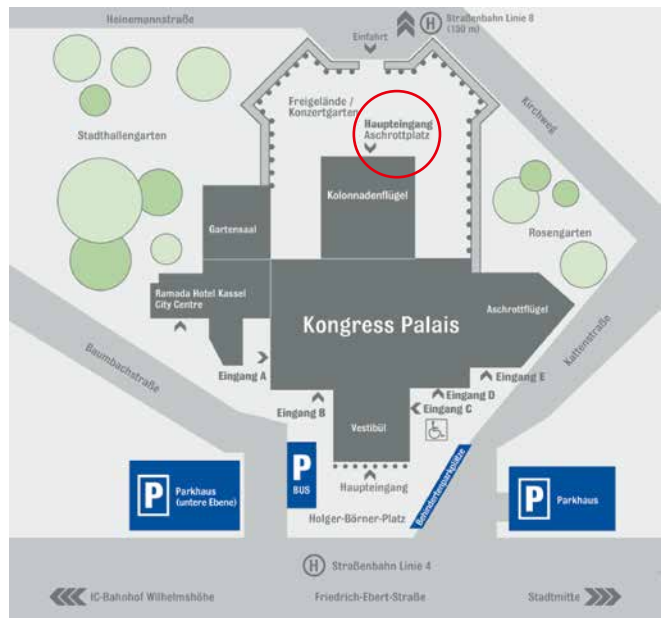 Heinemannstraße
H Straßenbahn Linie 8
(150 m)
Einfahrt
Kirchweg
Freigelände /
Konzertgarten
Haupteingang
Aschrottplatz
Stadthallengarten
Kolonnadenflügel
Gartensaal
Rosengarten
Ramada Hotel Kassel
City Centre
Kongress Palais
Aschrottflügel
Baumbachstraße
Kattenstraße
Eingang A
Eingang E
Eingang D
Eingang B
Eingang C
Vestibül
P
BUS
P
Parkhaus
(untere Ebene)
Haupteingang
Behindertenparkplätze
P
Parkhaus
Holger-Börner-Platz
H Straßenbahn Linie 4
IC-Bahnhof Wilhelmshöhe
Friedrich-Ebert-Straße
Stadtmitte